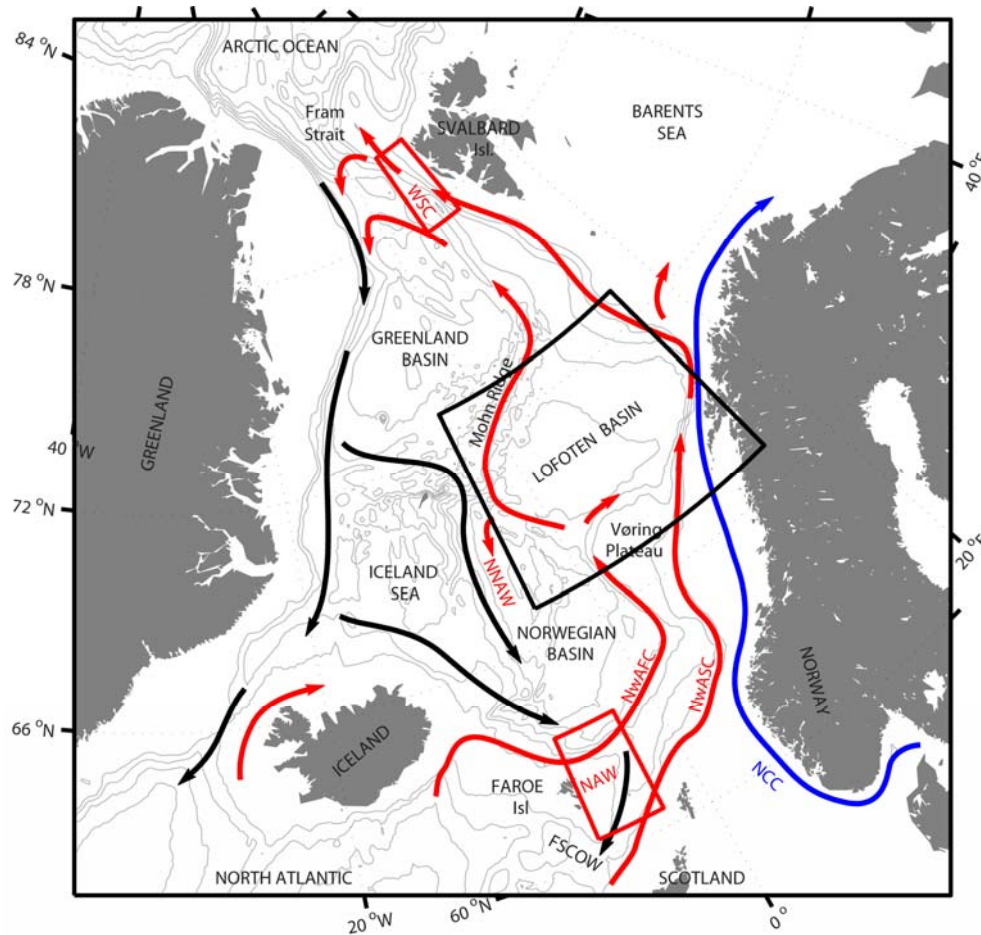 84 °N
ARCTIC OCEAN
Fram
Strait
SVALBARD
Isl.
BARENTS
SEA
40 °E
WSC
78 °N
GREENLAND
BASIN
Mohn Ridge
GREENLAND
LOFOTEN BASIN
40 °W
72 °N
Vøring
Plateau
20 °E
ICELAND
SEA
NNAW
NORWEGIAN
BASIN
NwAFC
NwASC
NORWAY
66 °N
ICELAND
FAROE
Isl
NAW
NCC
FSCOW
NORTH ATLANTIC
SCOTLAND
20 °W
60 °N
0 °